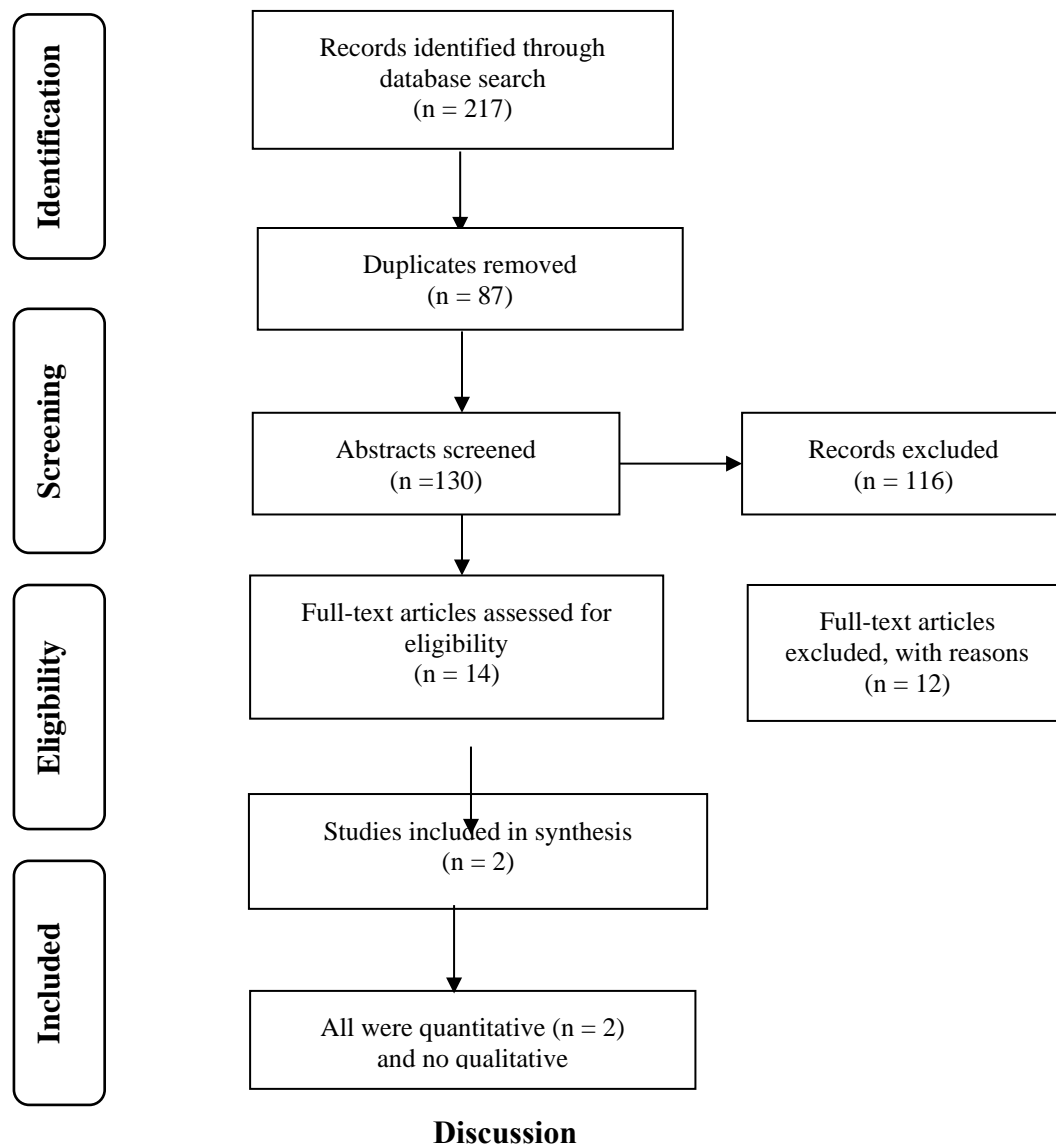 Identification
Records identified through
database search
(n = 217)
Duplicates removed
(n = 87)
Screening
Abstracts screened
(n =130)
Records excluded
(n = 116)
Eligibility
Full-text articles assessed for
eligibility
(n = 14)
Full-text articles
excluded, with reasons
(n = 12)
Included
Studies included in synthesis
(n = 2)
All were quantitative (n = 2)
and no qualitative
Discussion